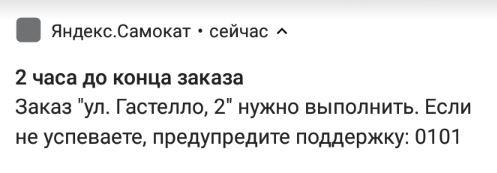 Яндекс.Самокат • сейчас
2 часа до конца заказа
Заказ "ул. Гастелло, 2" нужно выполнить. Если
не успеваете, предупредите поддержку: 0101